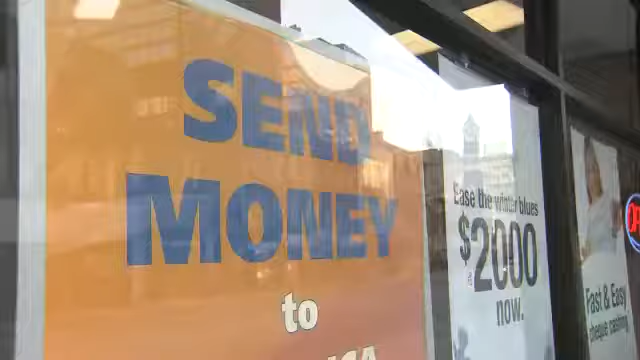 SEND
MONEY
to
Ease the winter blues
$2000
now.
Fast & Easy
cheque cashing